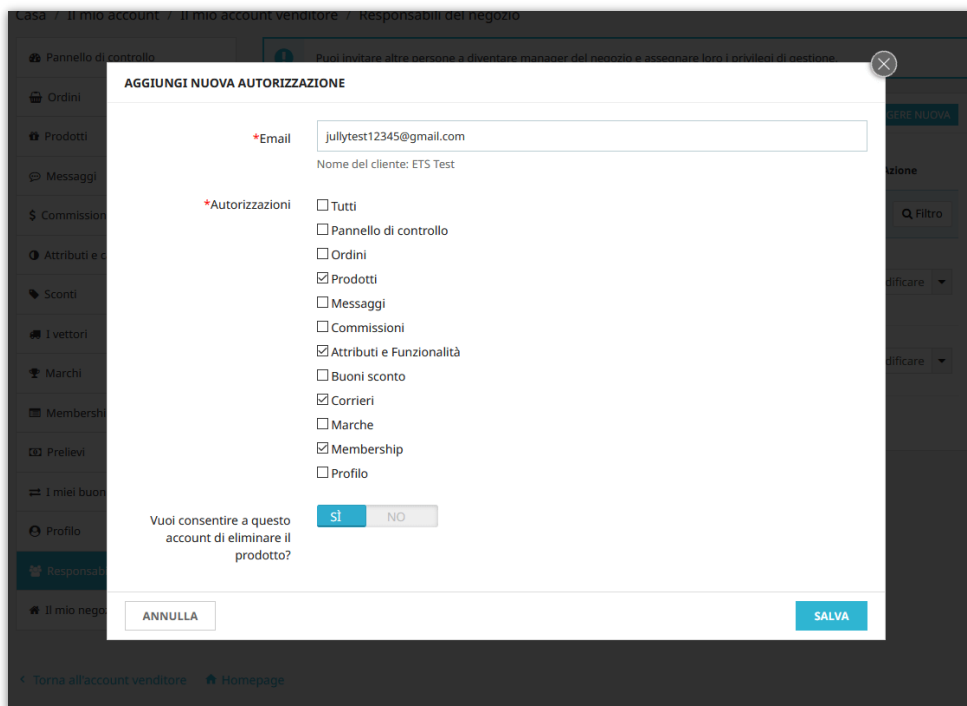 Casa / Il mio account / Il mio account venditore / Responsabili del negozio
Pannello di controllo
Puoi invitare altre persone a diventare manager del negozio e assegnare loro i privilegi di gestione.
AGGIUNGI NUOVA AUTORIZZAZIONE
Ordini
GERE NUOVA
*Email
jullytest12345@gmail.com
Prodotti
Nome del cliente: ETS Test
Messaggi
Azione
*Autorizzazioni
Tutti
$ Commission
Filtro
Pannello di controllo
Attributi e c
Ordini
Prodotti
dificare
Sconti
Messaggi
I vettori
Commissioni
Attributi e Funzionalità
dificare
Marchi
Buoni sconto
Corrieri
Membershi
Marche
Prelievi
Membership
Profilo
I miei buon
Profilo
Vuoi consentire a questo
account di eliminare il
prodotto?
SÌ
NO
Responsab
Il mio nego
ANNULLA
SALVA
Torna all'account venditore
Homepage